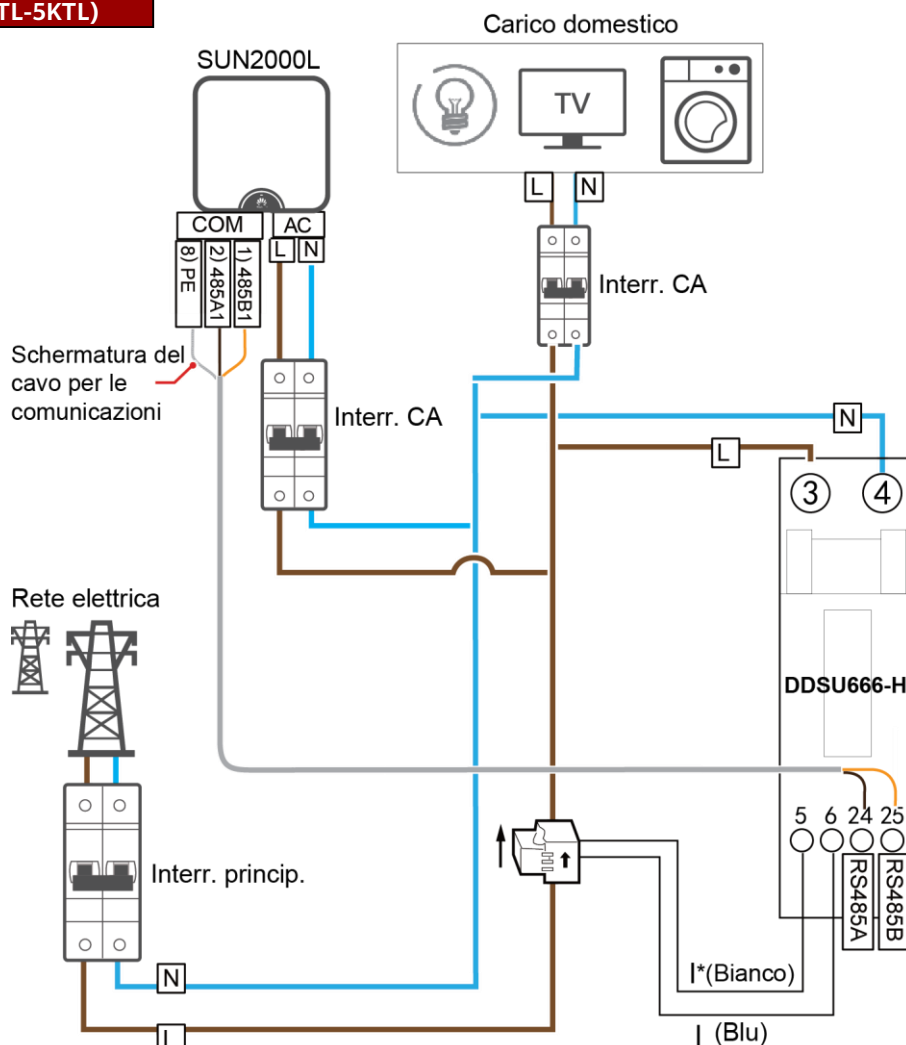 TL-5KTL)
Carico domestico
SUN2000L
TV
L
N
COM
AC
8) PE
2) 485A1
1) 485B1
L
N
Interr. CA
Schermatura del
cavo per le
comunicazioni
Interr. CA
N
L
3
4
Rete elettrica
DDSU666-H
5
6
24
25
RS485A
RS485B
Interr. princip.
I*(Bianco)
N
L
I (Blu)